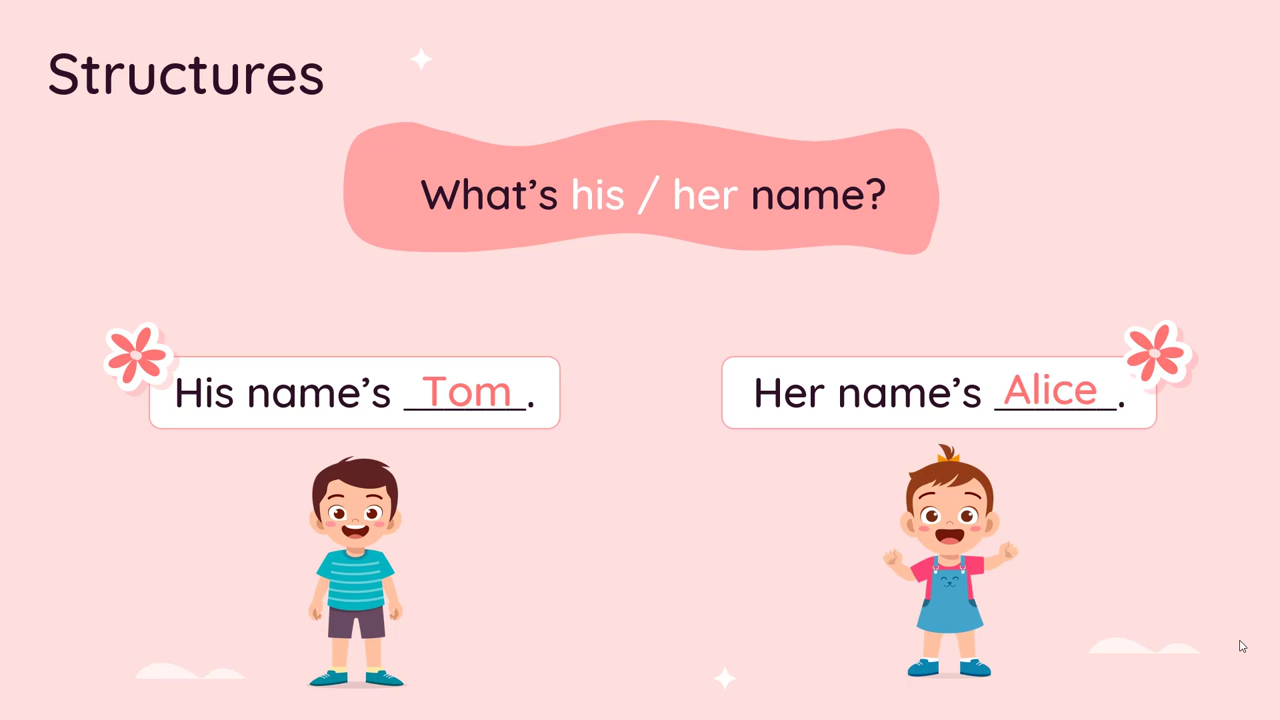 Structures
What's his / her name?
His name's Tom.
Her name's Alice.